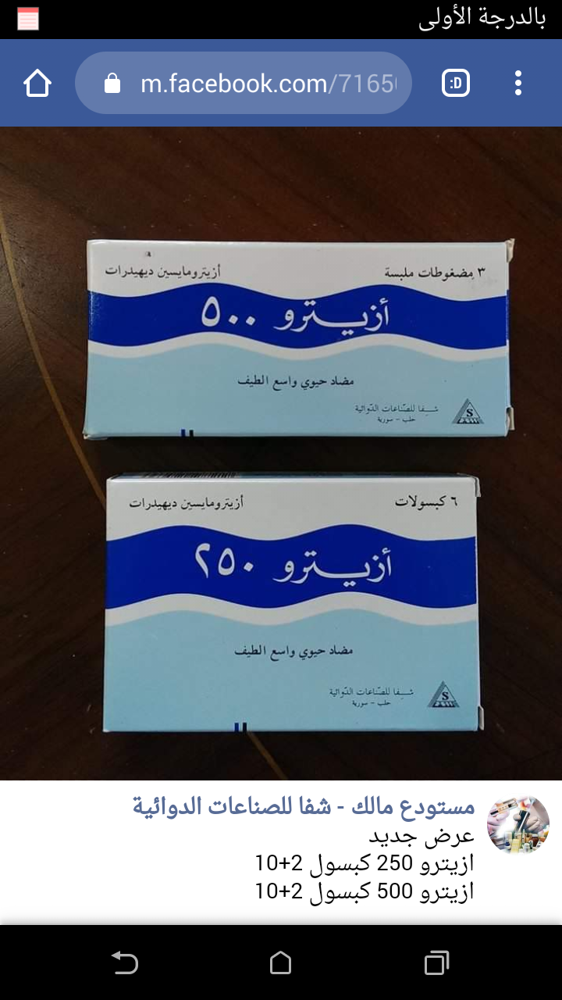 بالدرجة الأولى
m.facebook.com/7165
:D
٣ مضغوطات ملبسة
أزيترومايسين ديهيدرات
أزيترو ٥٠٠
مضاد حيوي واسع الطيف
شفا للصناعات الدوائية
حلب - سورية
S
٦ كبسولات
أزيترومايسين ديهيدرات
أزيترو ٢٥٠
مضاد حيوي واسع الطيف
شفا للصناعات الدوائية
حلب - سورية
S
مستودع مالك - شفا للصناعات الدوائية
عرض جديد
ازيترو 250 كبسول 2+10
ازيترو 500 كبسول 2+10